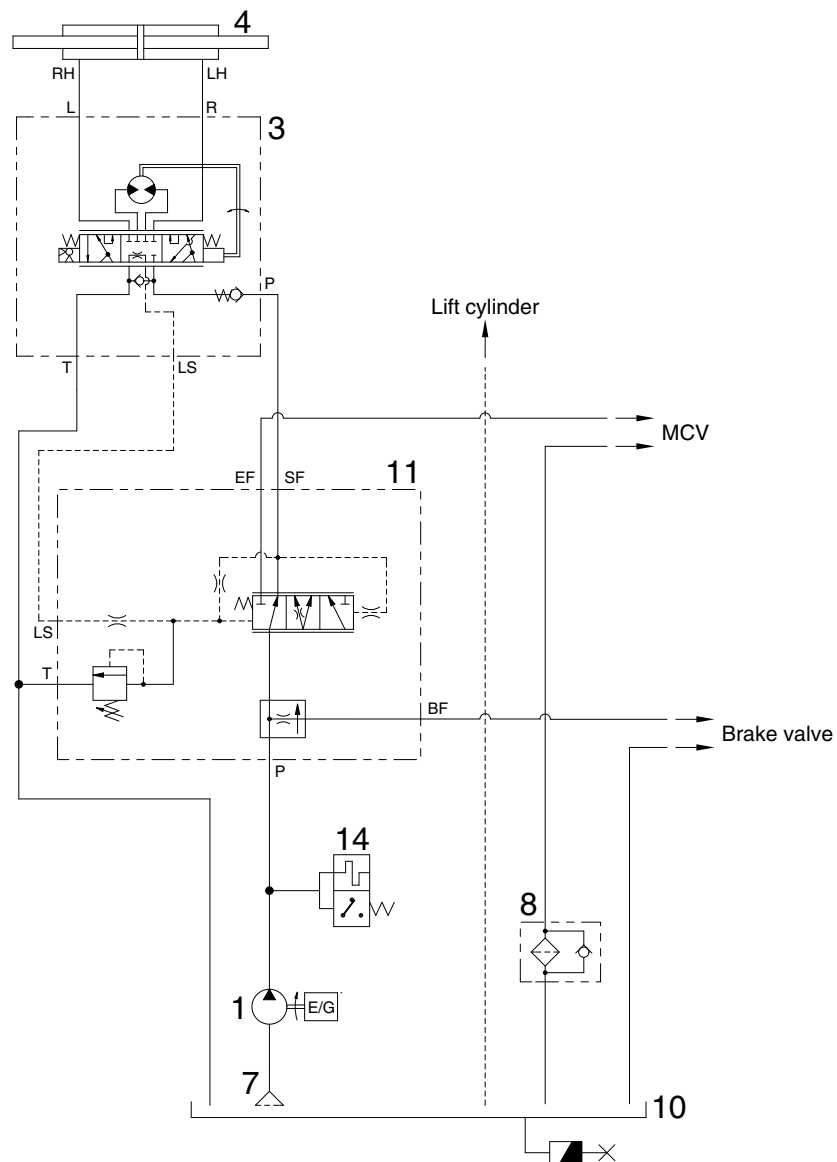 4
RH
LH
L
R
3
P
Lift cylinder
T
LS
MCV
EF
SF
11
LS
T
BF
Brake valve
P
14
8
1
E/G
7
10